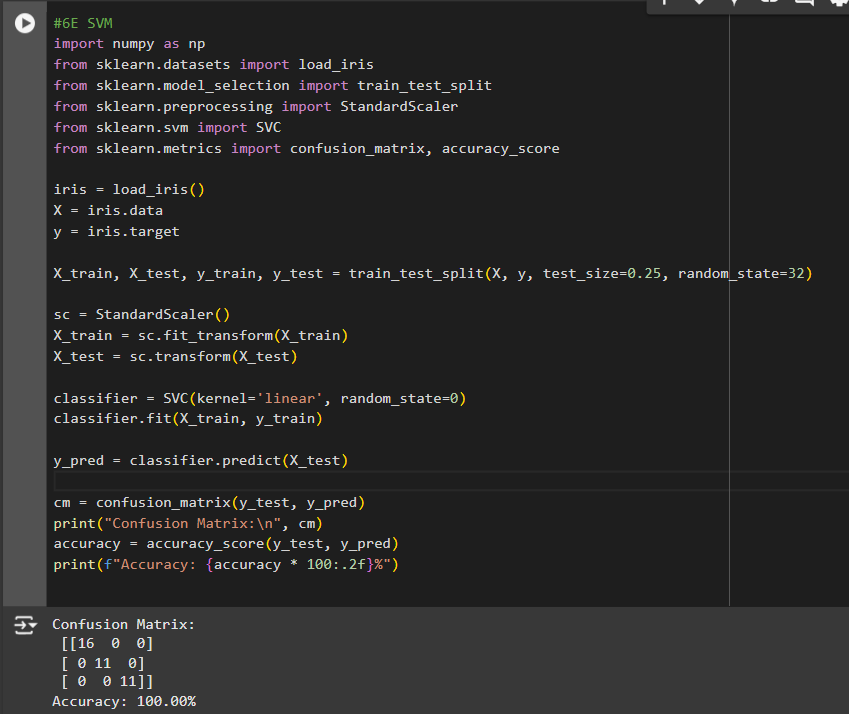 #6E SVM
import numpy as np
from sklearn.datasets import load_iris
from sklearn.model_selection import train_test_split
from sklearn.preprocessing import StandardScaler
from sklearn.svm import SVC
from sklearn.metrics import confusion_matrix, accuracy_score
iris = load_iris()
X = iris.data
y = iris.target
X_train, X_test, y_train, y_test = train_test_split(X, y, test_size=0.25, random_state=32)
sc = StandardScaler()
X_train = sc.fit_transform(X_train)
X_test = sc.transform(X_test)
classifier = SVC(kernel='linear', random_state=0)
classifier.fit(X_train, y_train)
y_pred = classifier.predict(X_test)
cm = confusion_matrix(y_test, y_pred)
print("Confusion Matrix:\n", cm)
accuracy = accuracy_score(y_test, y_pred)
print(f"Accuracy: {accuracy * 100:.2f}%")
Confusion Matrix:
[[16 0 0]
[ 0 11 0]
[ 0 0 11]]
Accuracy: 100.00%